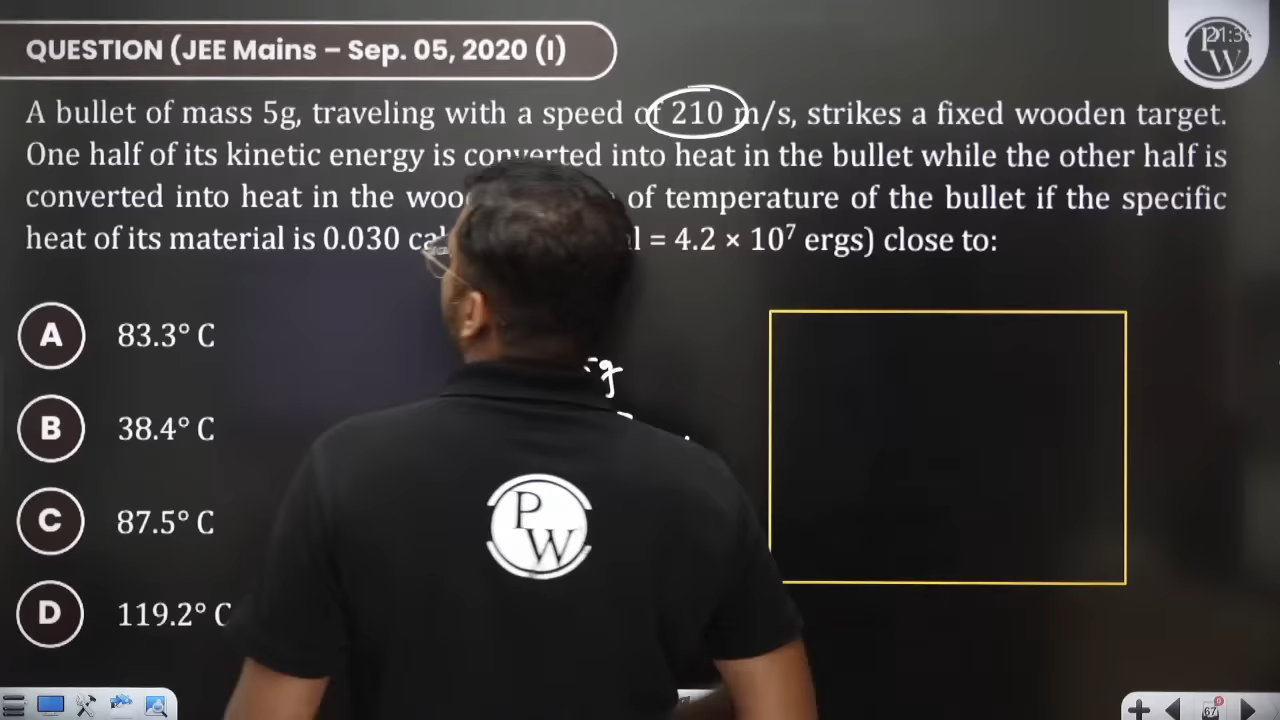 QUESTION (JEE Mains – Sep. 05, 2020 (I)
A bullet of mass 5g, traveling with a speed of 210 m/s, strikes a fixed wooden target.
One half of its kinetic energy is converted into heat in the bullet while the other half is
converted into heat in the of temperature of the bullet if the specific
heat of its material is 0.030 = 4.2 × 10⁷ ergs) close to:
A 83.3° C
B 38.4° C
C 87.5° C
D 119.2° C
g
P
W
PW
67